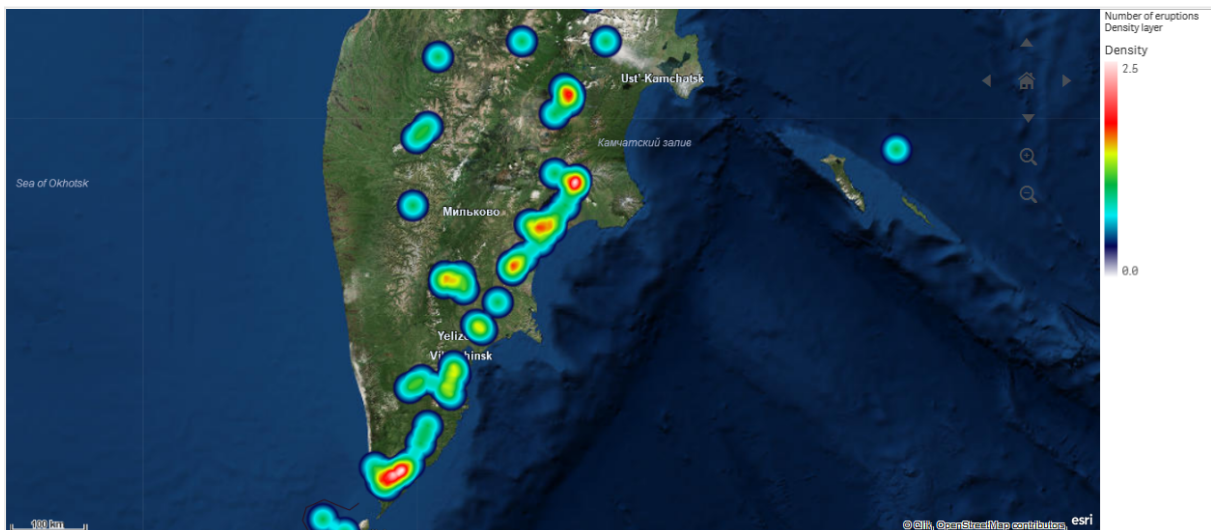 Number of eruptions
Density layer
Density
2.5
0.0
Ust'-Kamchatsk
Камчатский залив
Sea of Okhotsk
Мильково
100 km
© Qlik, OpenStreetMap contributors,
esri